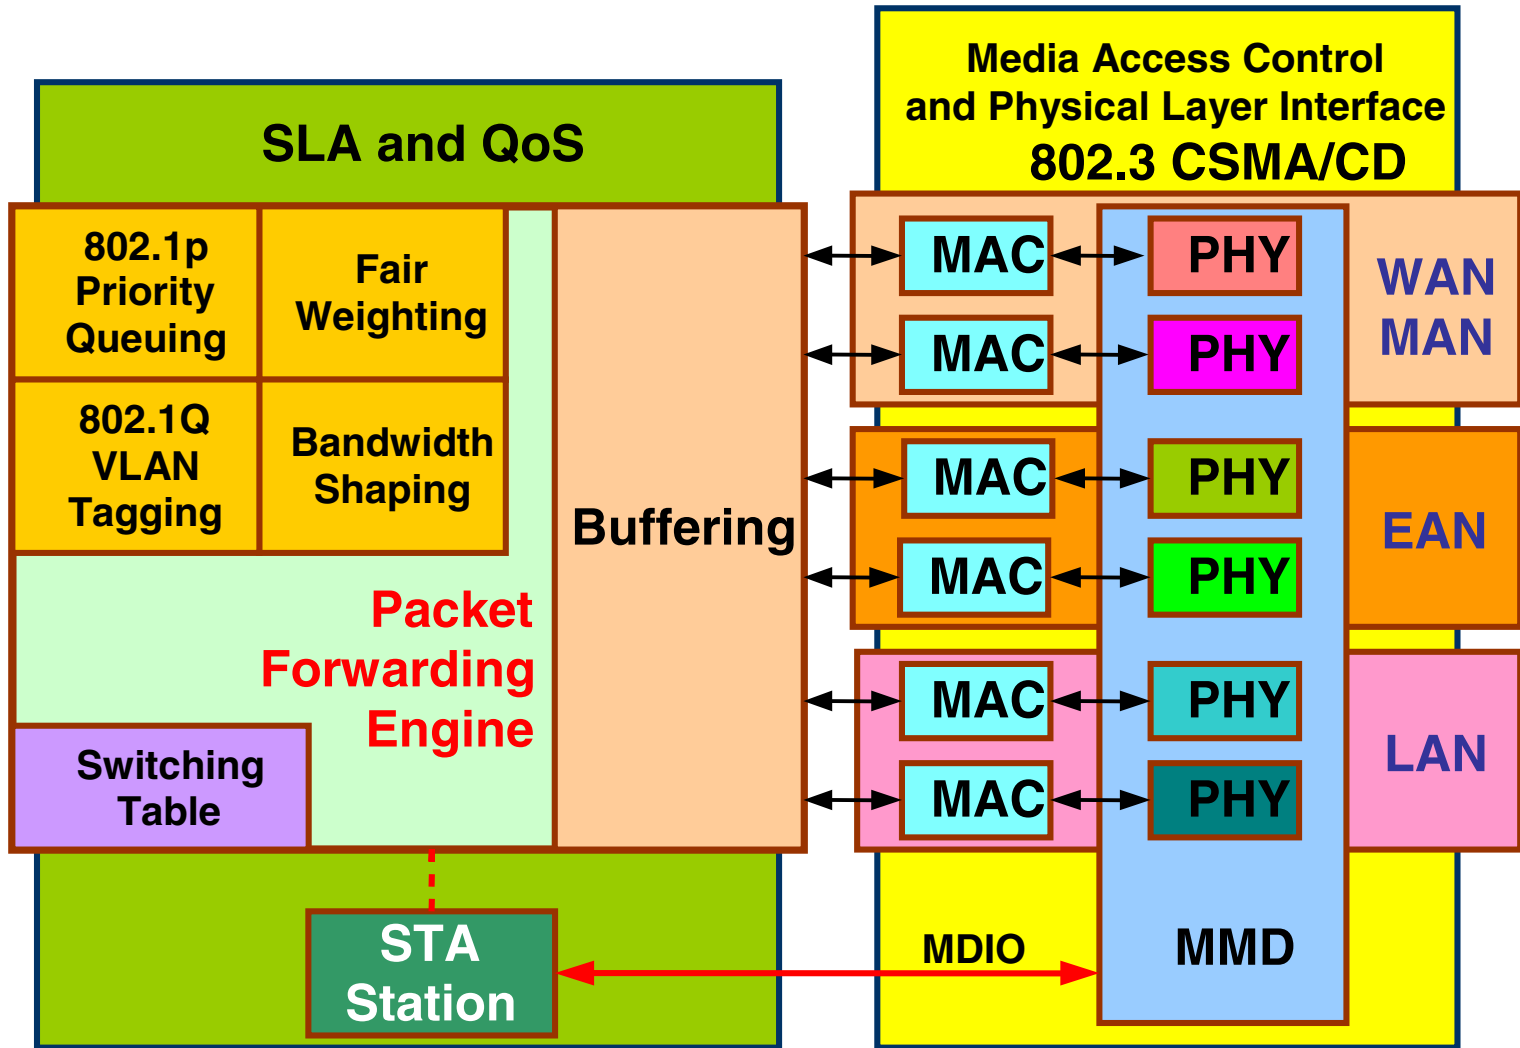 SLA and QoS
802.1p
Priority
Queuing
Fair
Weighting
802.1Q
VLAN
Tagging
Bandwidth
Shaping
Buffering
Packet
Forwarding
Engine
Switching
Table
STA
Station
Media Access Control
and Physical Layer Interface
802.3 CSMA/CD
MAC
PHY
MAC
PHY
WAN
MAN
MAC
PHY
MAC
PHY
EAN
MAC
PHY
MAC
PHY
LAN
MDIO
MMD